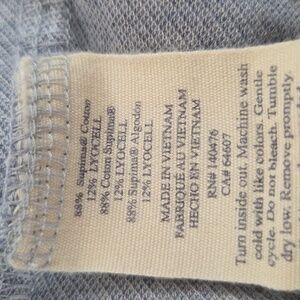 88% Supima® Cotton
12% LYOCELL
88% Coton Supima®
12% LYOCELL
88% Supima® Algodon
12% LYOCELL
MADE IN VIETNAM
FABRIQUÉ AU VIETNAM
HECHO EN VIETNAM
RN# 140476
CA# 64607
Turn inside out. Machine wash
cold with like colors. Gentle
cycle. Do not bleach. Tumble
dry low. Remove promptly